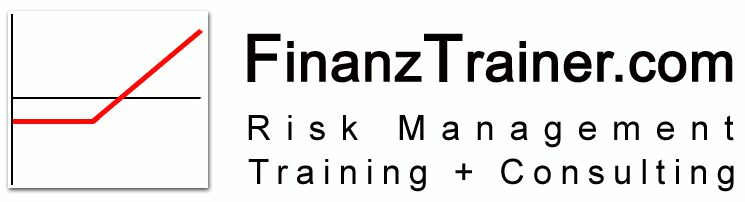 FinanzTrainer.com
Risk Management
Training + Consulting